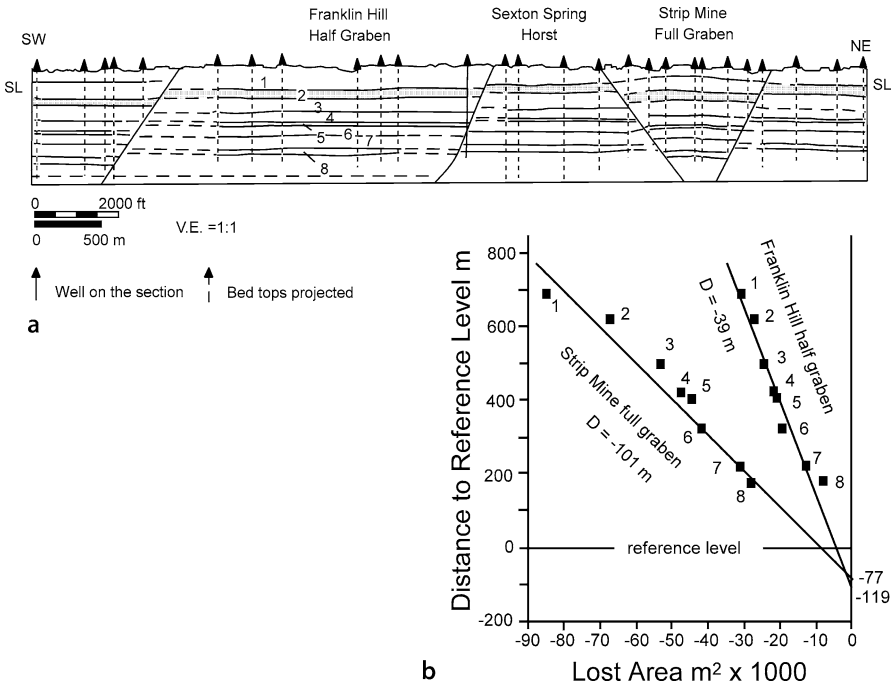 Franklin Hill
Half Graben
Sexton Spring
Horst
Strip Mine
Full Graben
SW
NE
SL
SL
1
2
3
4
5
6
7
8
0 2000 ft
0 500 m
V.E. =1:1
Well on the section
Bed tops projected
a
Distance to Reference Level m
800
600
400
200
0
-200
1
2
3
4
5
6
7
8
Strip Mine full graben
D = -101 m
1
2
3
4
5
6
7
8
Franklin Hill half graben
D = -39 m
reference level
-77
-119
-90 -80 -70 -60 -50 -40 -30 -20 -10 0
Lost Area m² x 1000
b